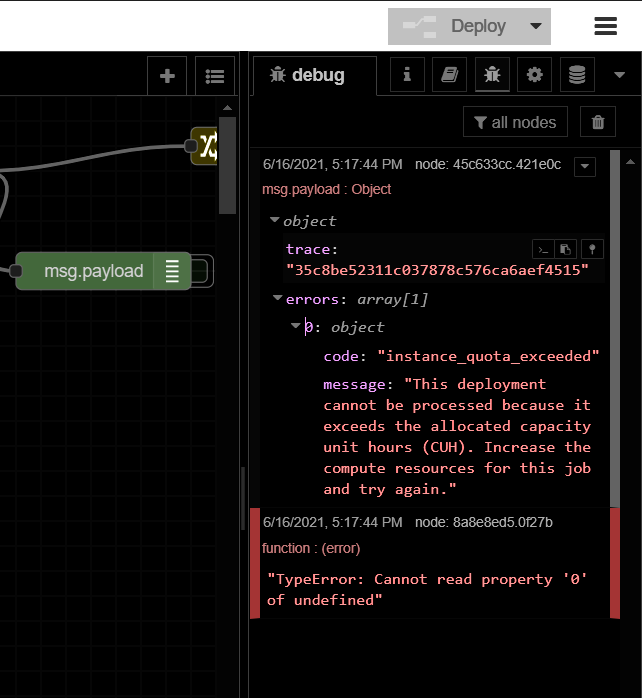 Deploy
debug
all nodes
6/16/2021, 5:17:44 PM node: 45c633cc.421e0c
msg.payload : Object
object
trace:
"35c8be52311c037878c576ca6aef4515"
errors: array[1]
0: object
code: "instance_quota_exceeded"
message: "This deployment
cannot be processed because it
exceeds the allocated capacity
unit hours (CUH). Increase the
compute resources for this job
and try again."
6/16/2021, 5:17:44 PM node: 8a8e8ed5.0f27b
function : (error)
"TypeError: Cannot read property '0'
of undefined"
msg.payload